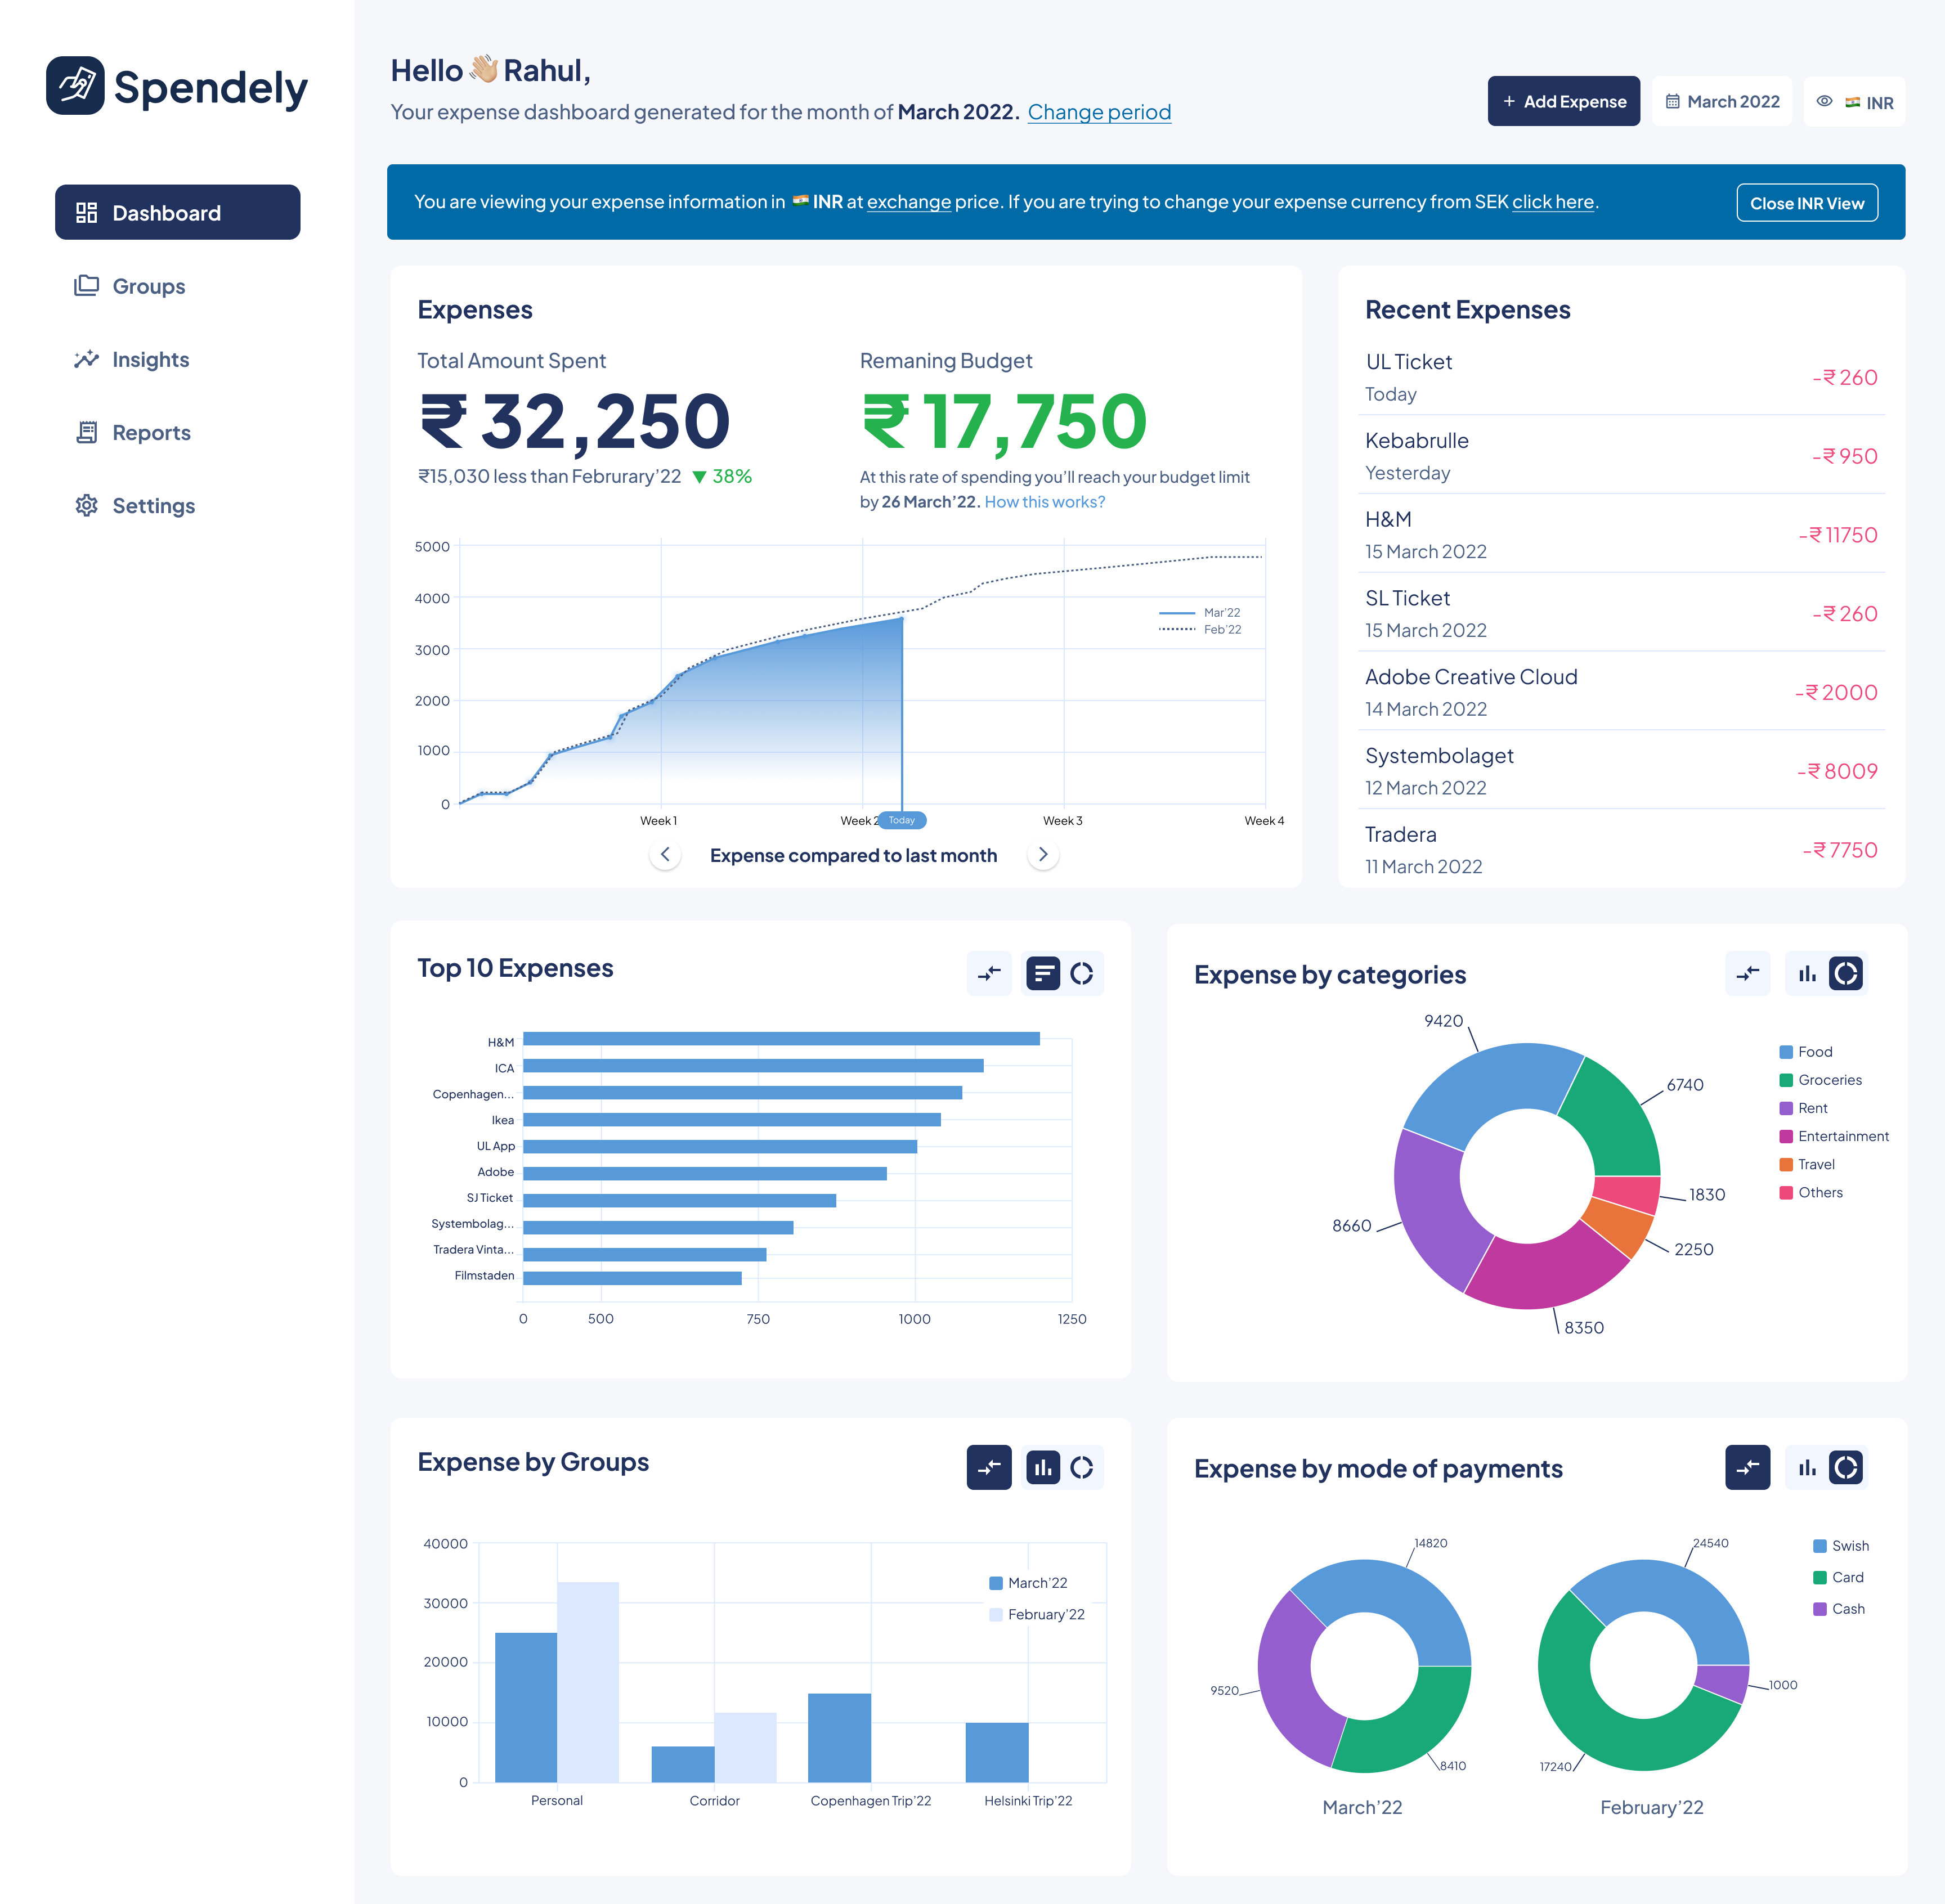 Spendely
Dashboard
Groups
Insights
Reports
Settings
Hello 👋🏼 Rahul,
Your expense dashboard generated for the month of March 2022. Change period
+ Add Expense
March 2022
🇮🇳 INR
You are viewing your expense information in 🇮🇳 INR at exchange price. If you are trying to change your expense currency from SEK click here.
Close INR View
Expenses
Total Amount Spent
₹ 32,250
₹15,030 less than Februrary’22 ▼ 38%
Remaning Budget
₹ 17,750
At this rate of spending you’ll reach your budget limit
by 26 March’22. How this works?
5000
4000
3000
2000
1000
0
Mar’22
Feb’22
Week 1
Week 2
Today
Week 3
Week 4
Expense compared to last month
Recent Expenses
UL Ticket
Today
-₹ 260
Kebabrulle
Yesterday
-₹ 950
H&M
15 March 2022
-₹ 11750
SL Ticket
15 March 2022
-₹ 260
Adobe Creative Cloud
14 March 2022
-₹ 2000
Systembolaget
12 March 2022
-₹ 8009
Tradera
11 March 2022
-₹ 7750
Top 10 Expenses
H&M
ICA
Copenhagen...
Ikea
UL App
Adobe
SJ Ticket
Systembolag...
Tradera Vinta...
Filmstaden
0
500
750
1000
1250
Expense by categories
9420
6740
1830
2250
8350
8660
Food
Groceries
Rent
Entertainment
Travel
Others
Expense by Groups
40000
30000
20000
10000
0
March’22
February’22
Personal
Corridor
Copenhagen Trip’22
Helsinki Trip’22
Expense by mode of payments
14820
9520
8410
March’22
24540
1000
17240
February’22
Swish
Card
Cash